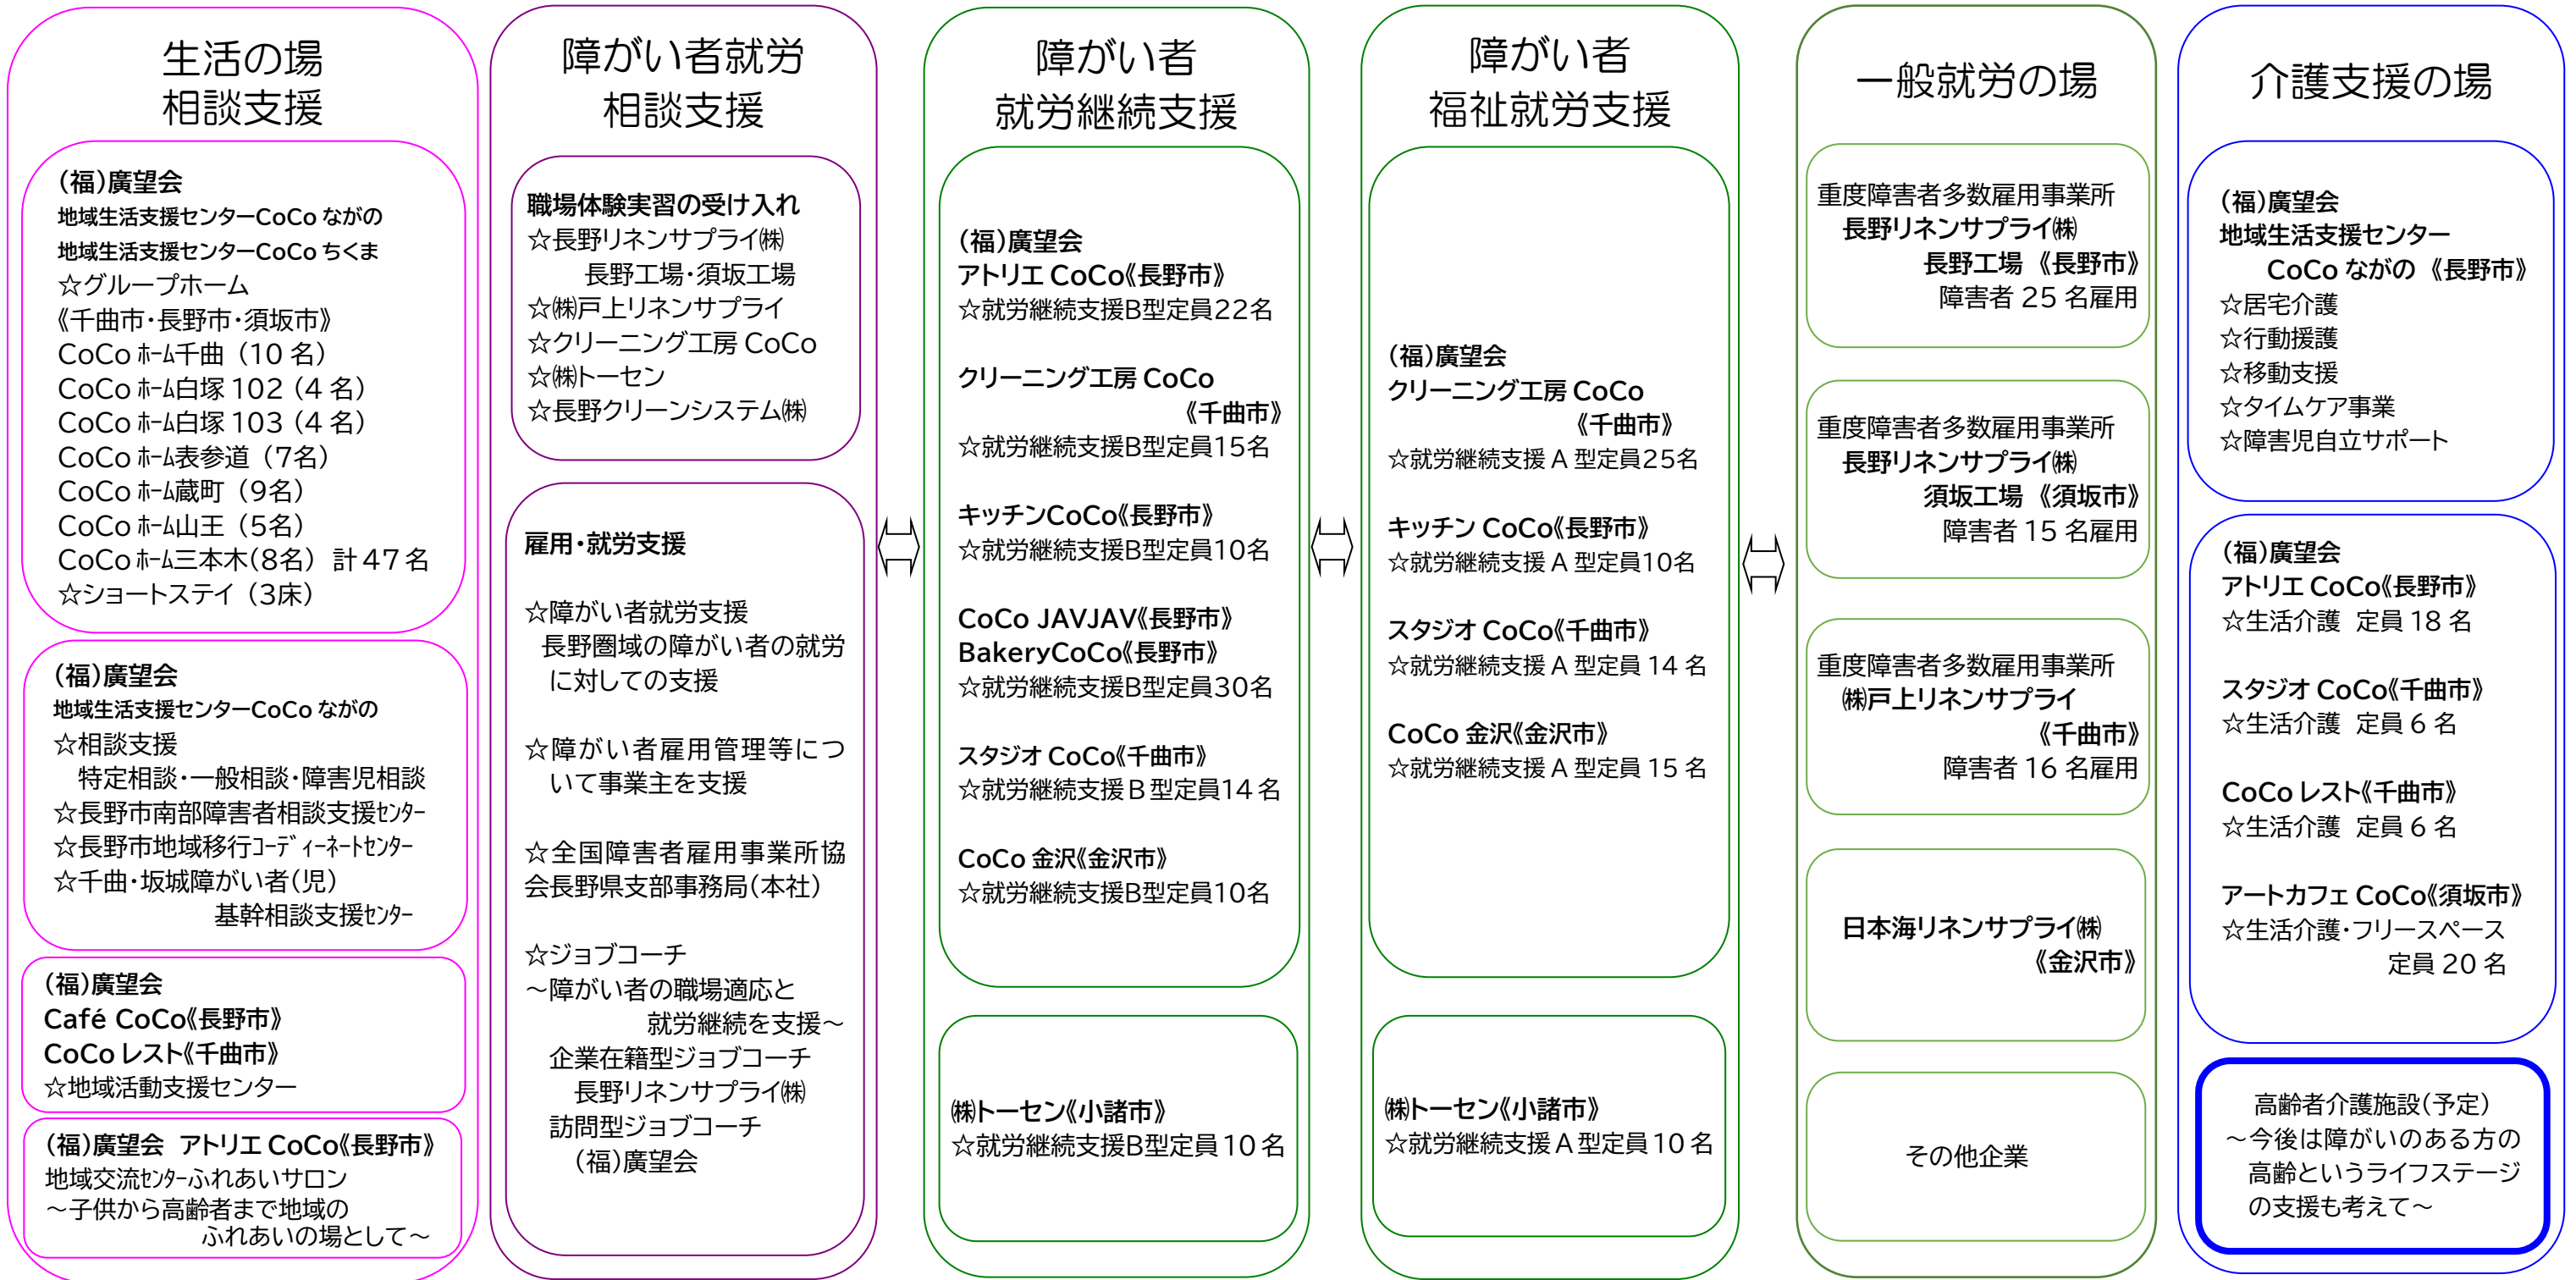 生活の場
相談支援
（福）廣望会
地域生活支援センターCoCo ながの
地域生活支援センターCoCo ちくま
☆グループホーム
《千曲市・長野市・須坂市》
CoCo ﾎｰﾑ千曲（10 名）
CoCo ﾎｰﾑ白塚 102（4 名）
CoCo ﾎｰﾑ白塚 103（4 名）
CoCo ﾎｰﾑ表参道（7名）
CoCo ﾎｰﾑ蔵町（9名）
CoCo ﾎｰﾑ山王（5名）
CoCo ﾎｰﾑ三本木（8名） 計 47 名
☆ショートステイ（3床）
（福）廣望会
地域生活支援センターCoCo ながの
☆相談支援
特定相談・一般相談・障害児相談
☆長野市南部障害者相談支援ｾﾝﾀｰ
☆長野市地域移行ｺｰﾃﾞｨｰﾈｰﾄｾﾝﾀｰ
☆千曲・坂城障がい者（児）
基幹相談支援ｾﾝﾀｰ
（福）廣望会
Café CoCo《長野市》
CoCo レスト《千曲市》
☆地域活動支援センター
（福）廣望会 アトリエ CoCo《長野市》
地域交流ｾﾝﾀｰふれあいサロン
～子供から高齢者まで地域の
ふれあいの場として～
障がい者就労
相談支援
職場体験実習の受け入れ
☆長野リネンサプライ㈱
長野工場・須坂工場
☆㈱戸上リネンサプライ
☆クリーニング工房 CoCo
☆㈱トーセン
☆長野クリーンシステム㈱
雇用・就労支援
☆障がい者就労支援
長野圏域の障がい者の就労
に対しての支援
☆障がい者雇用管理等につ
いて事業主を支援
☆全国障害者雇用事業所協
会長野県支部事務局（本社）
☆ジョブコーチ
～障がい者の職場適応と
就労継続を支援～
企業在籍型ジョブコーチ
長野リネンサプライ㈱
訪問型ジョブコーチ
（福）廣望会
障がい者
就労継続支援
（福）廣望会
アトリエ CoCo《長野市》
☆就労継続支援B型定員22名
クリーニング工房 CoCo
《千曲市》
☆就労継続支援B型定員15名
キッチンCoCo《長野市》
☆就労継続支援B型定員10名
CoCo JAVJAV《長野市》
BakeryCoCo《長野市》
☆就労継続支援B型定員30名
スタジオ CoCo《千曲市》
☆就労継続支援 B 型定員14 名
CoCo 金沢《金沢市》
☆就労継続支援B型定員10名
㈱トーセン《小諸市》
☆就労継続支援B型定員 10 名
障がい者
福祉就労支援
（福）廣望会
クリーニング工房 CoCo
《千曲市》
☆就労継続支援 A 型定員25名
キッチン CoCo《長野市》
☆就労継続支援 A 型定員10名
スタジオ CoCo《千曲市》
☆就労継続支援 A 型定員 14 名
CoCo 金沢《金沢市》
☆就労継続支援 A 型定員 15 名
㈱トーセン《小諸市》
☆就労継続支援 A 型定員 10 名
一般就労の場
重度障害者多数雇用事業所
長野リネンサプライ㈱
長野工場 《長野市》
障害者 25 名雇用
重度障害者多数雇用事業所
長野リネンサプライ㈱
須坂工場 《須坂市》
障害者 15 名雇用
重度障害者多数雇用事業所
㈱戸上リネンサプライ
《千曲市》
障害者 16 名雇用
日本海リネンサプライ㈱
《金沢市》
その他企業
介護支援の場
（福）廣望会
地域生活支援センター
CoCo ながの 《長野市》
☆居宅介護
☆行動援護
☆移動支援
☆タイムケア事業
☆障害児自立サポート
（福）廣望会
アトリエ CoCo《長野市》
☆生活介護 定員 18 名
スタジオ CoCo《千曲市》
☆生活介護 定員 6 名
CoCo レスト《千曲市》
☆生活介護 定員 6 名
アートカフェ CoCo《須坂市》
☆生活介護・フリースペース
定員 20 名
高齢者介護施設（予定）
～今後は障がいのある方の
高齢というライフステージ
の支援も考えて～